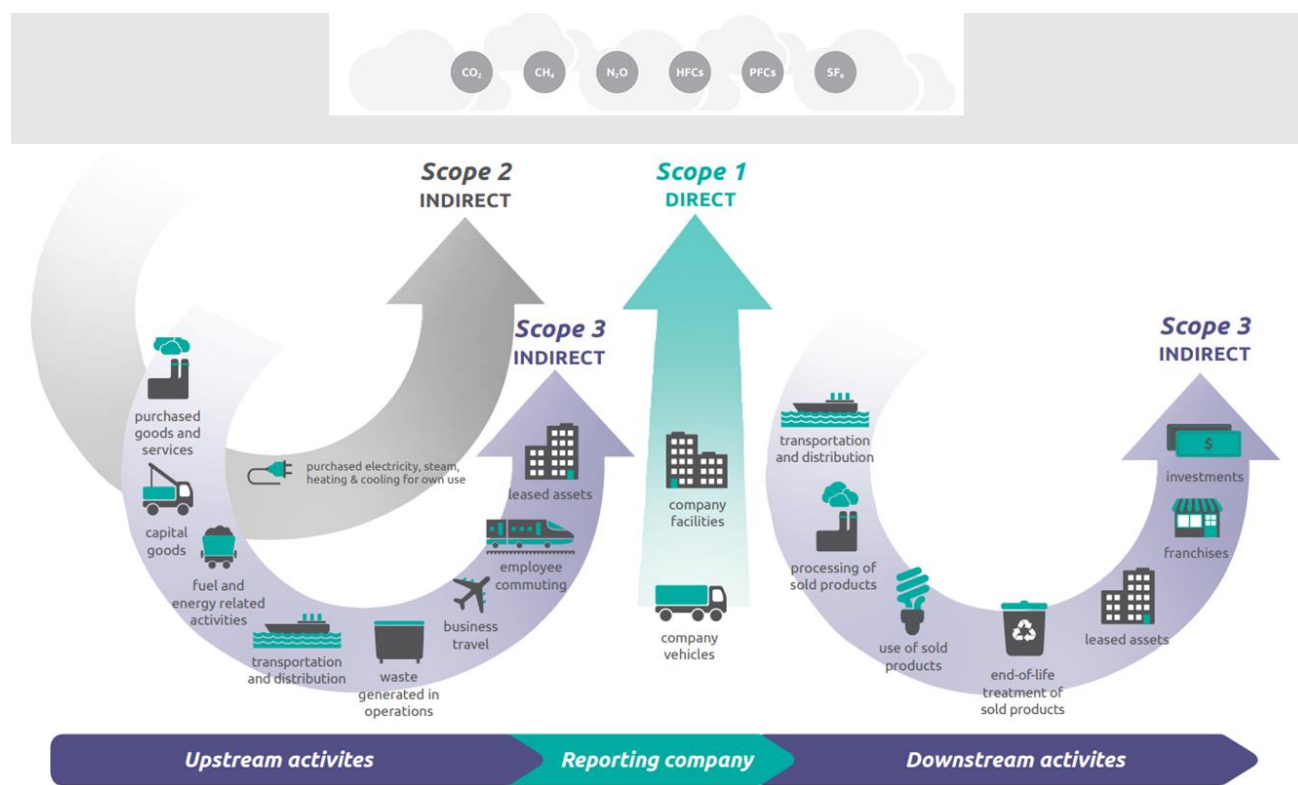 CO₂
CH₄
N₂O
HFCs
PFCs
SF₆
Scope 2
INDIRECT
Scope 1
DIRECT
Scope 3
INDIRECT
Scope 3
INDIRECT
purchased
goods and
services
capital
goods
fuel and
energy related
activities
transportation
and distribution
waste
generated in
operations
business
travel
employee
commuting
leased assets
purchased electricity, steam,
heating & cooling for own use
company
facilities
company
vehicles
transportation
and distribution
processing of
sold products
use of sold
products
end-of-life
treatment of
sold products
leased assets
franchises
$
investments
Upstream activites
Reporting company
Downstream activites